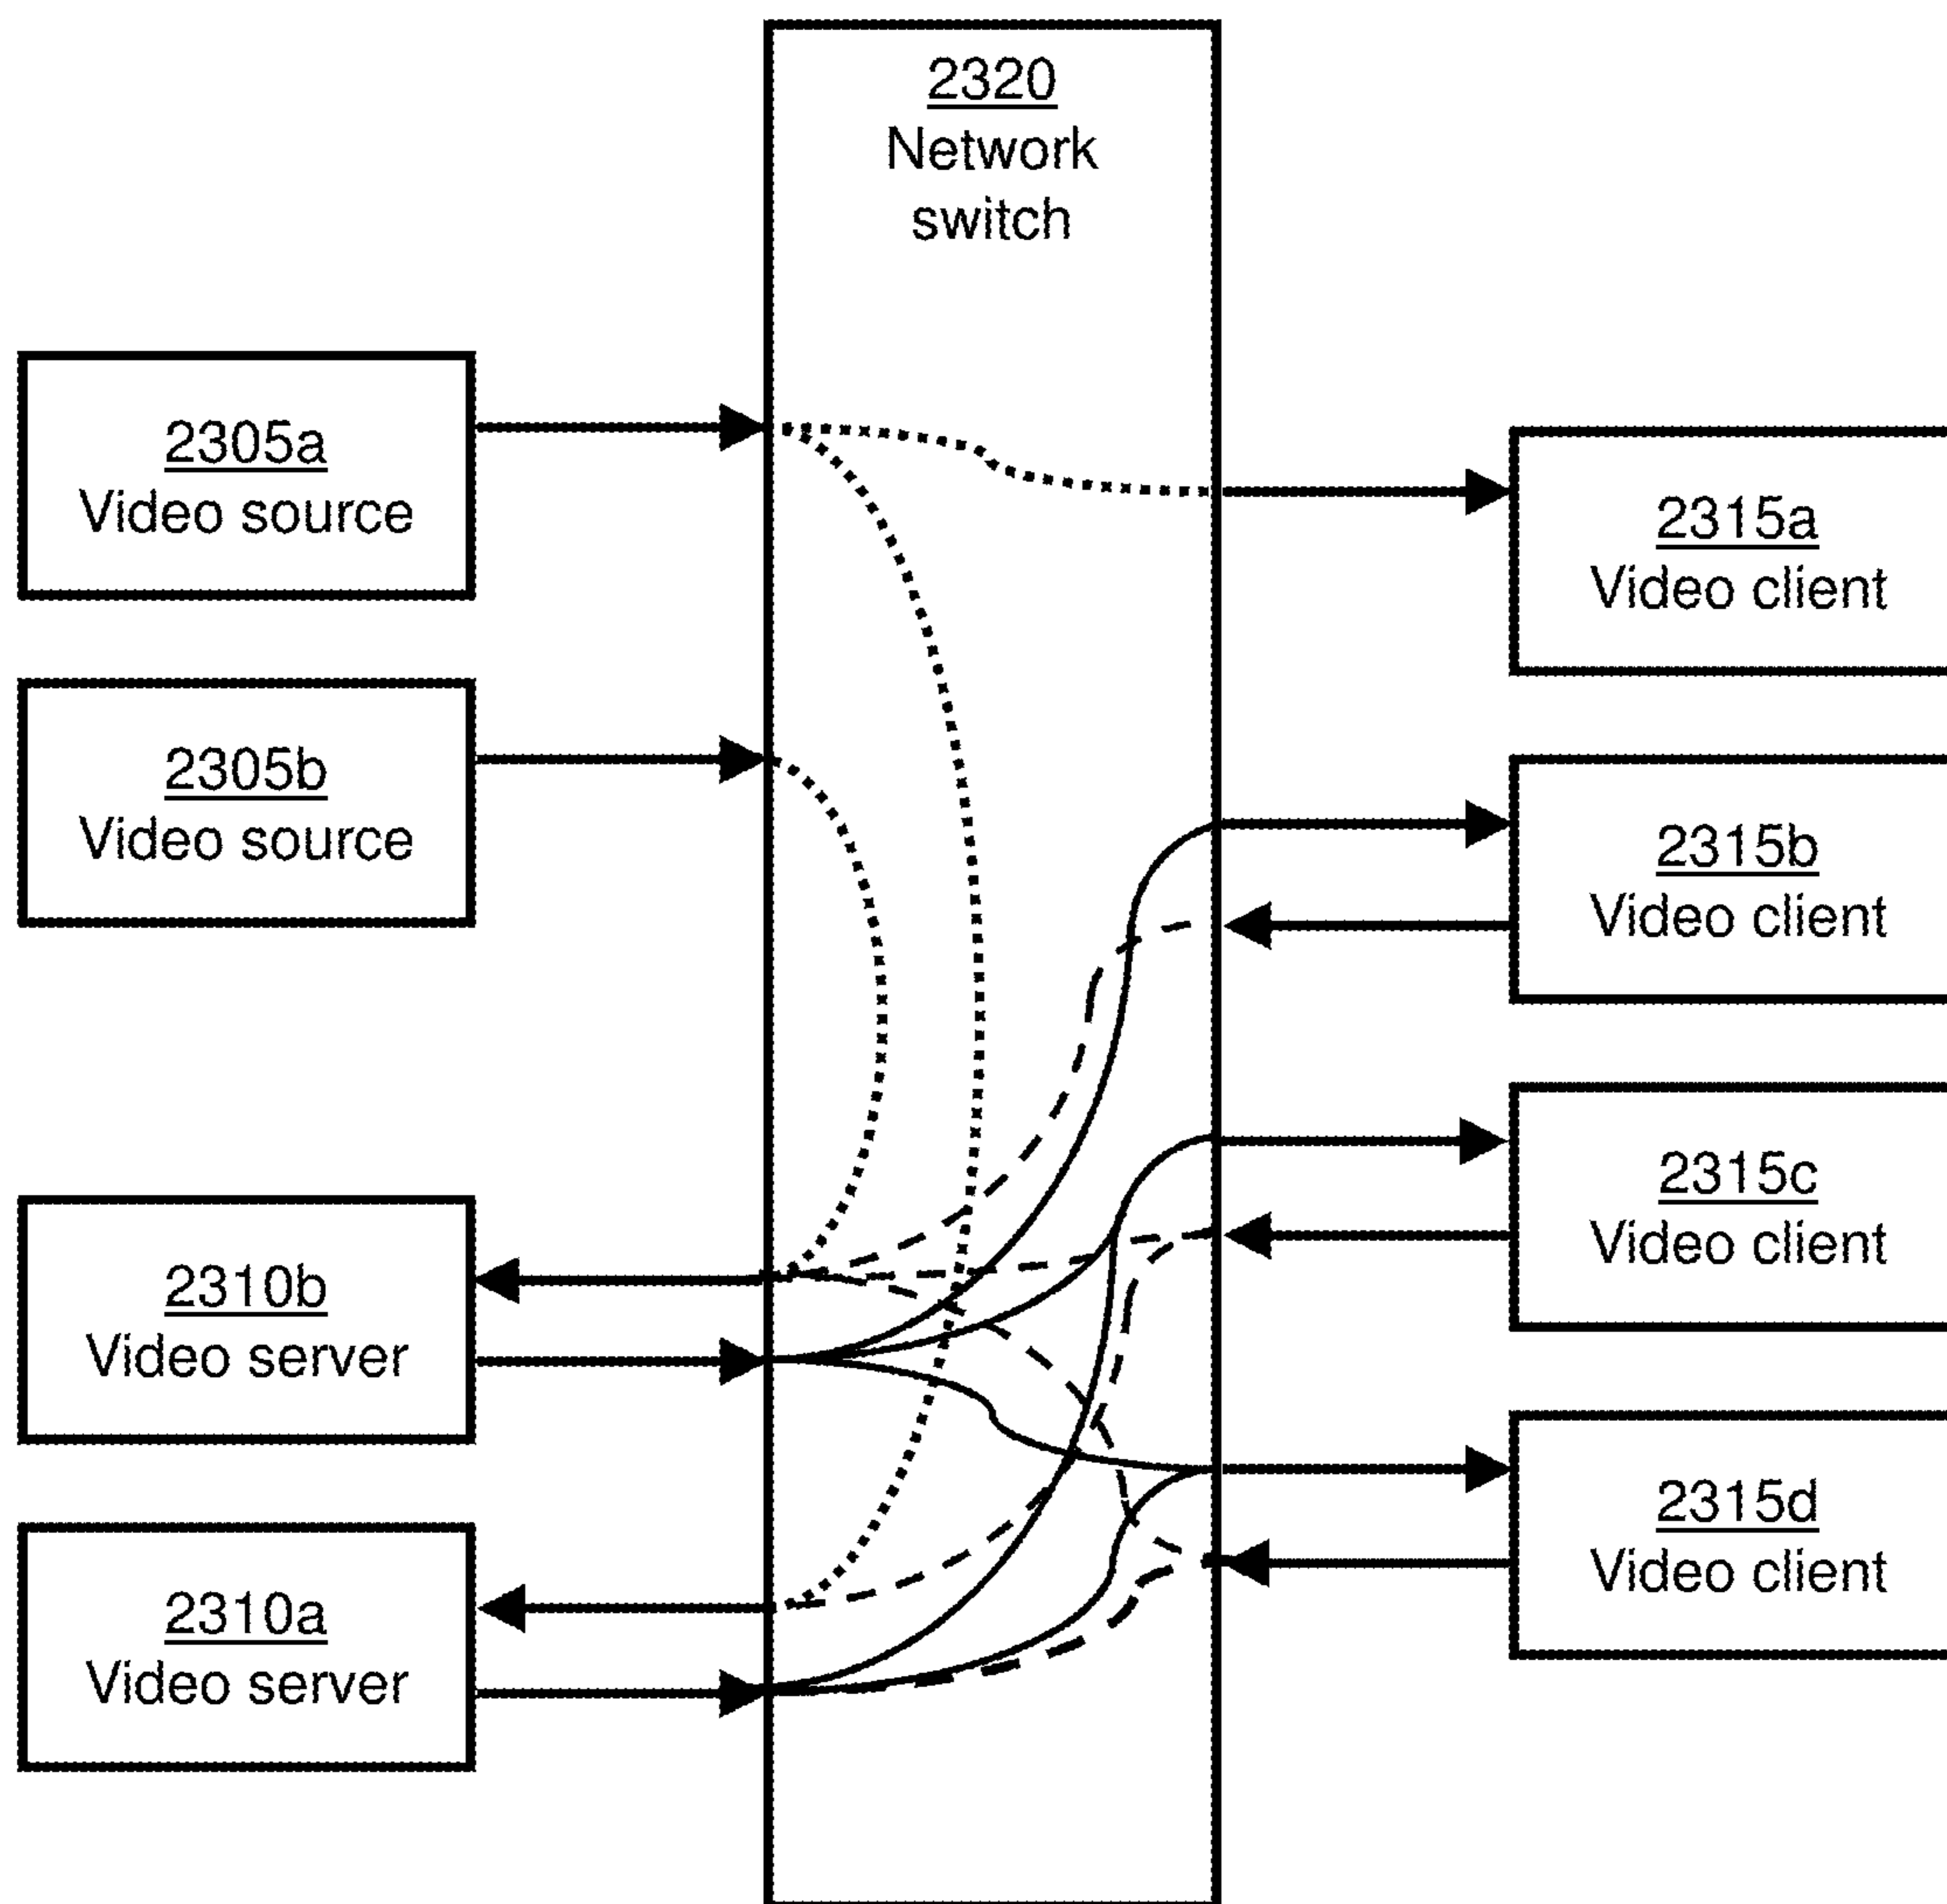 2320
Network
switch
2305a
Video source
2305b
Video source
2310b
Video server
2310a
Video server
2315a
Video client
2315b
Video client
2315c
Video client
2315d
Video client